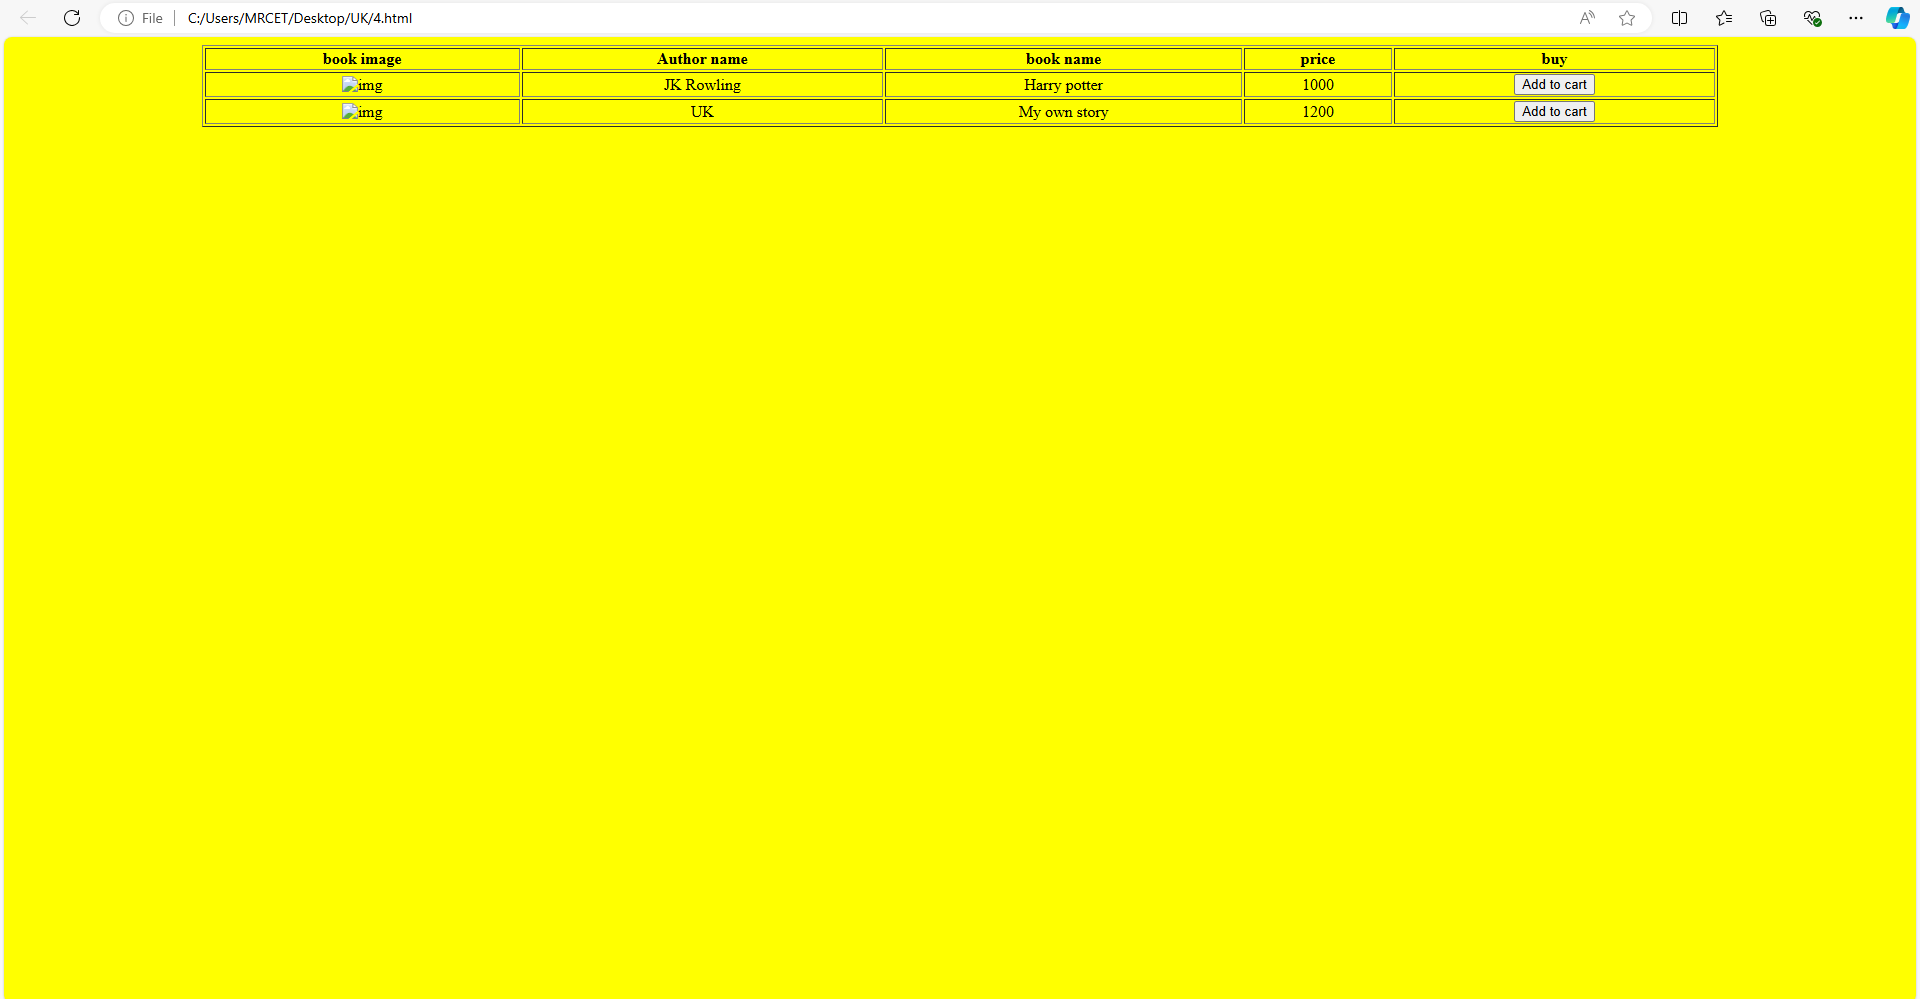 File C:/Users/MRCET/Desktop/UK/4.html
book image Author name book name price buy
img JK Rowling Harry potter 1000 Add to cart
img UK My own story 1200 Add to cart